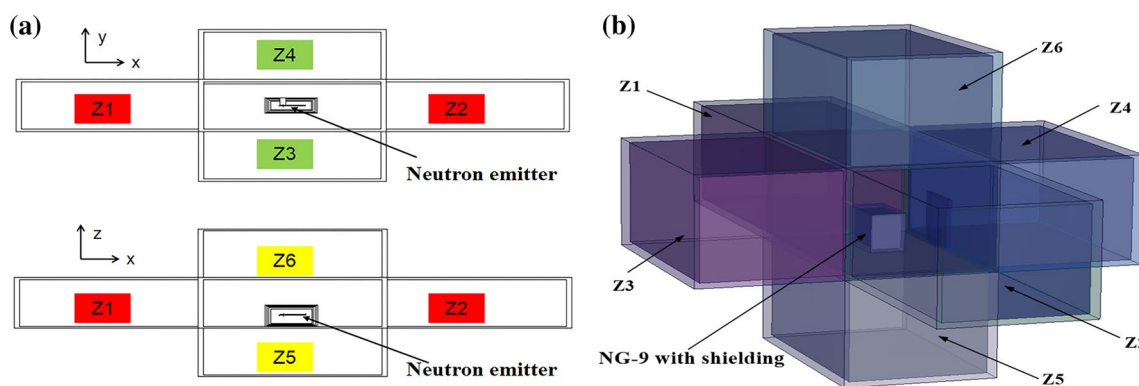 (a)
y
x
Z4
Z1
Z2
Z3
Neutron emitter
z
x
Z6
Z1
Z2
Z5
Neutron emitter
(b)
Z6
Z1
Z4
Z3
NG-9 with shielding
Z5